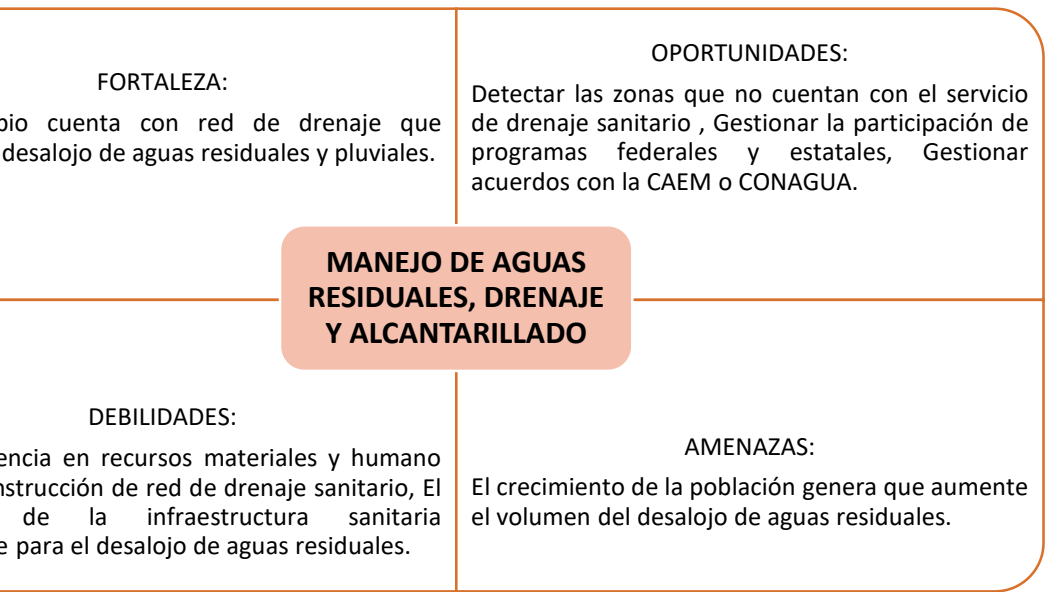 FORTALEZA:
cuenta con red de drenaje que
desalojo de aguas residuales y pluviales.
OPORTUNIDADES:
Detectar las zonas que no cuentan con el servicio
de drenaje sanitario , Gestionar la participación de
programas federales y estatales, Gestionar
acuerdos con la CAEM o CONAGUA.
MANEJO DE AGUAS
RESIDUALES, DRENAJE
Y ALCANTARILLADO
DEBILIDADES:
en recursos materiales y humano
de red de drenaje sanitario, El
de la infraestructura sanitaria
para el desalojo de aguas residuales.
AMENAZAS:
El crecimiento de la población genera que aumente
el volumen del desalojo de aguas residuales.